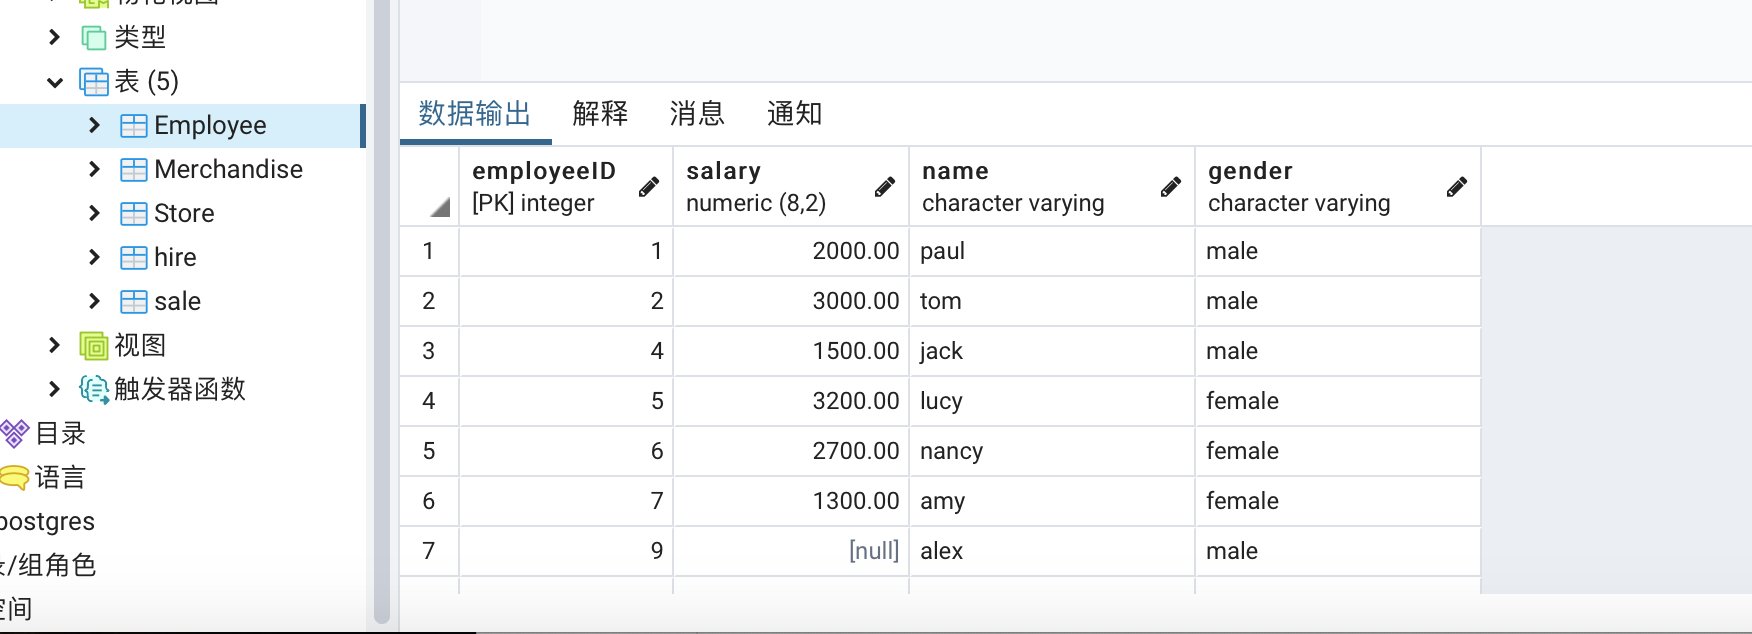 类型
表 (5)
Employee
Merchandise
Store
hire
sale
视图
触发器函数
目录
语言
postgres
/组角色
空间
数据输出 解释 消息 通知
employeeID salary name gender
[PK] integer numeric (8,2) character varying character varying
1 1 2000.00 paul male
2 2 3000.00 tom male
3 4 1500.00 jack male
4 5 3200.00 lucy female
5 6 2700.00 nancy female
6 7 1300.00 amy female
7 9 [null] alex male